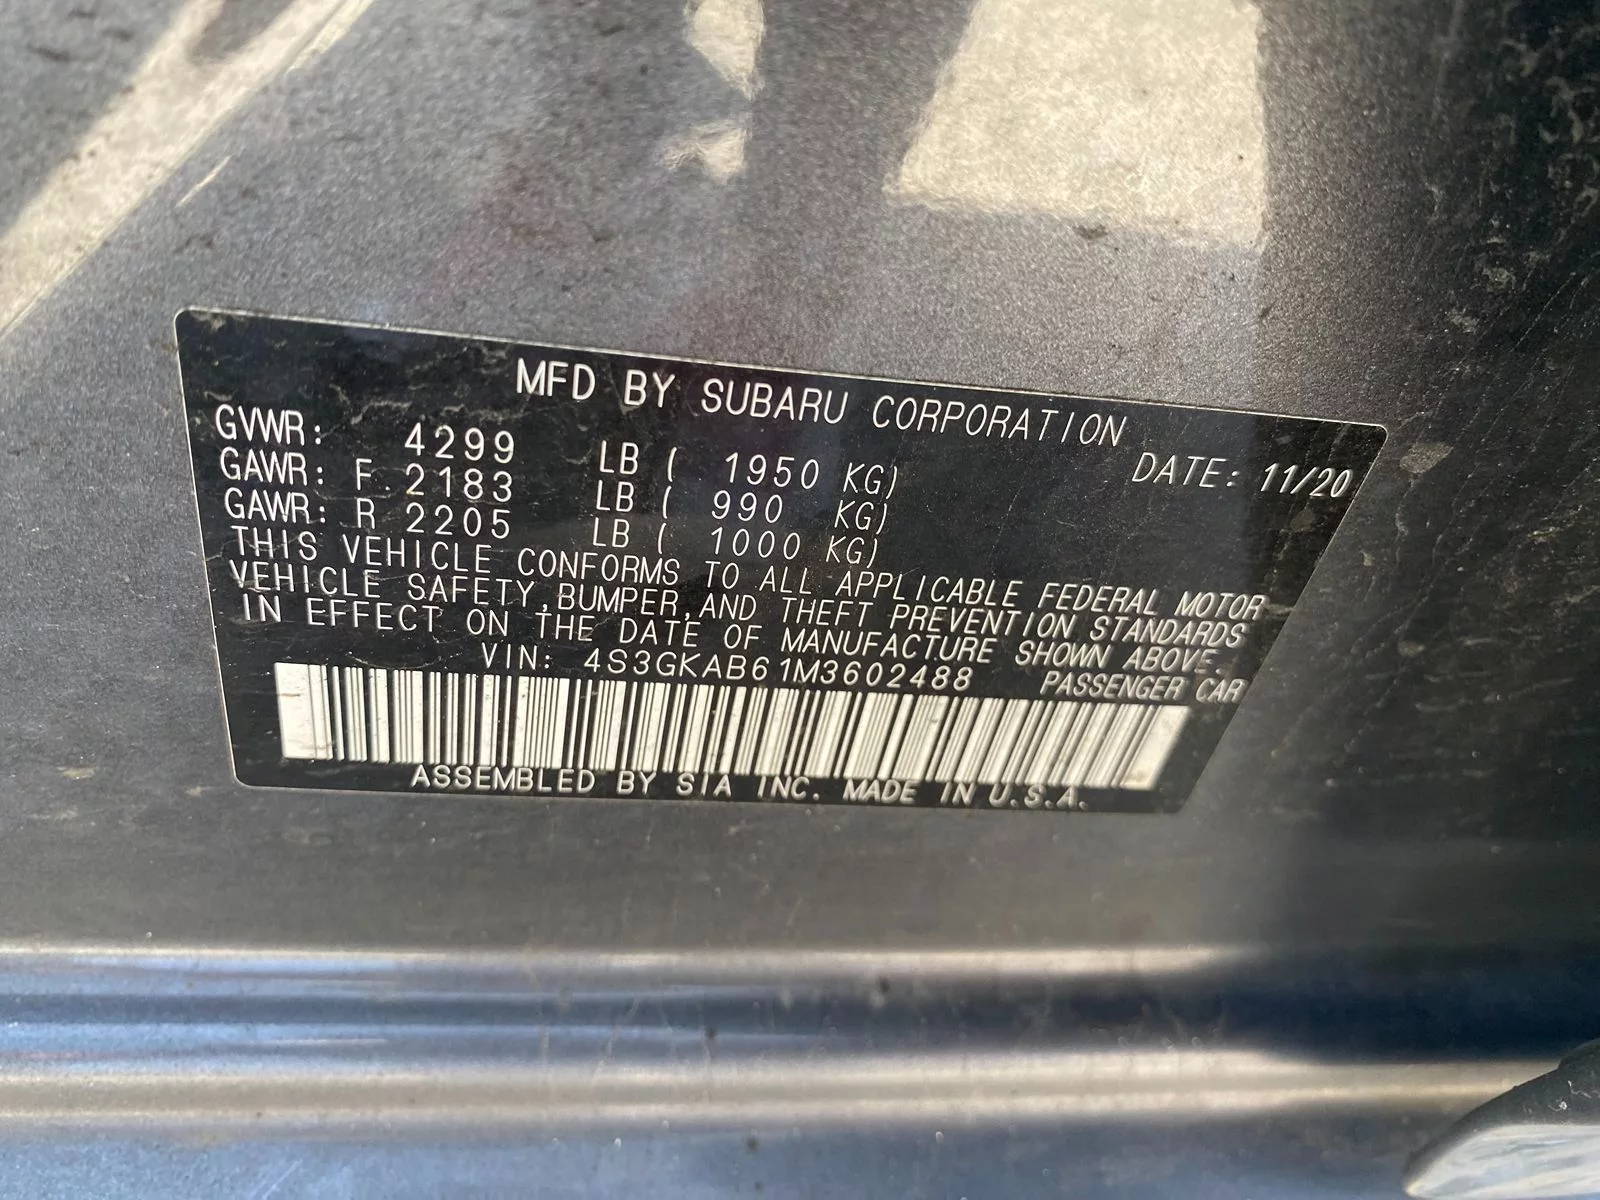 MFD BY SUBARU CORPORATION
DATE: 11/20
GVWR: 4299 LB ( 1950 KG)
GAWR: F 2183 LB ( 990 KG)
GAWR: R 2205 LB ( 1000 KG)
THIS VEHICLE CONFORMS TO ALL APPLICABLE FEDERAL MOTOR
VEHICLE SAFETY,BUMPER,AND THEFT PREVENTION STANDARDS
IN EFFECT ON THE DATE OF MANUFACTURE SHOWN ABOVE.
VIN: 4S3GKAB61M3602488 PASSENGER CAR
ASSEMBLED BY SIA INC. MADE IN U.S.A.